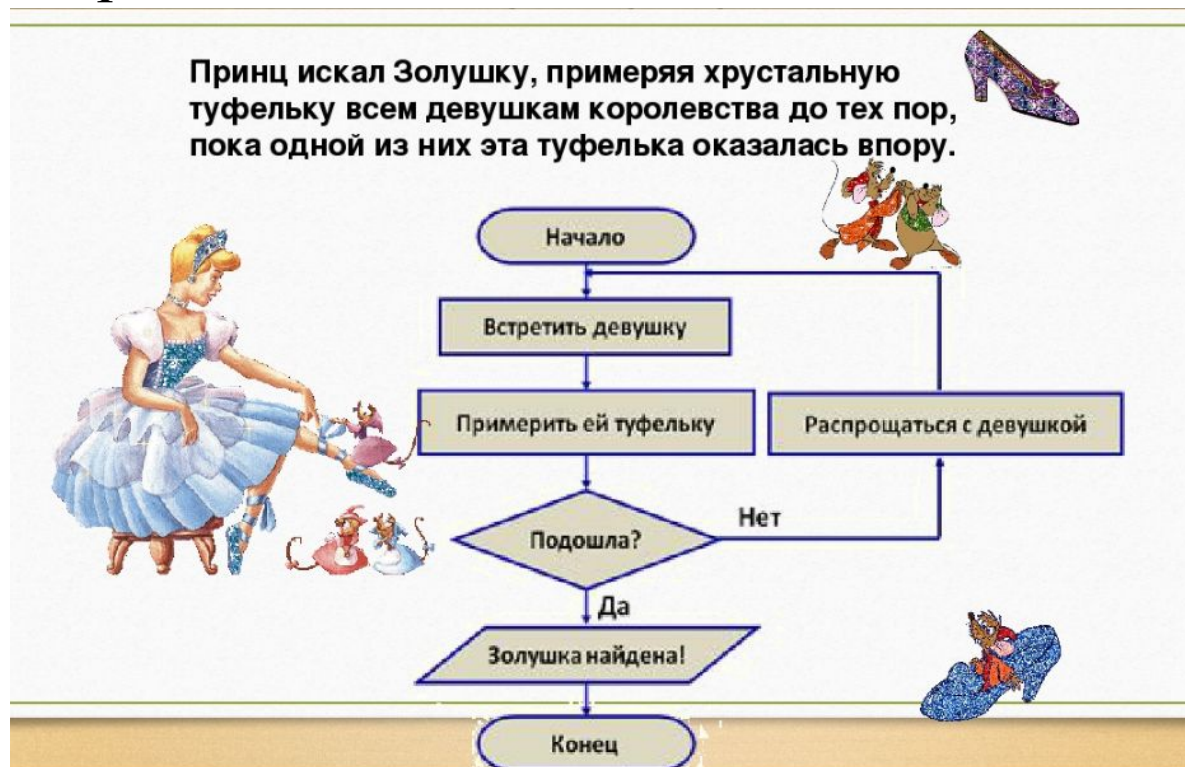 Принц искал Золушку, примеряя хрустальную
туфельку всем девушкам королевства до тех пор,
пока одной из них эта туфелька оказалась впору.
Начало
Встретить девушку
Примерить ей туфельку
Распрощаться с девушкой
Подошла?
Нет
Да
Золушка найдена!
Конец